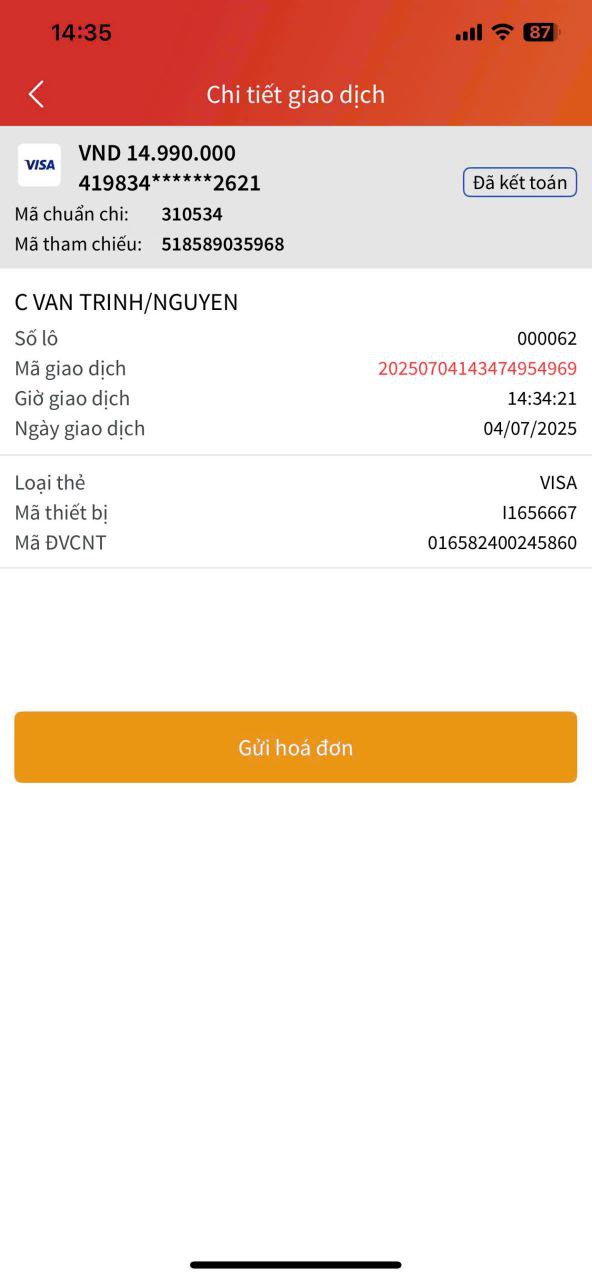 14:35
87
Chi tiết giao dịch
VISA
VND 14.990.000
419834******2621
Đã kết toán
Mã chuẩn chi: 310534
Mã tham chiếu: 518589035968
C VAN TRINH/NGUYEN
Số lô 000062
Mã giao dịch 20250704143474954969
Giờ giao dịch 14:34:21
Ngày giao dịch 04/07/2025
Loại thẻ VISA
Mã thiết bị I1656667
Mã ĐVCNT 016582400245860
Gửi hoá đơn